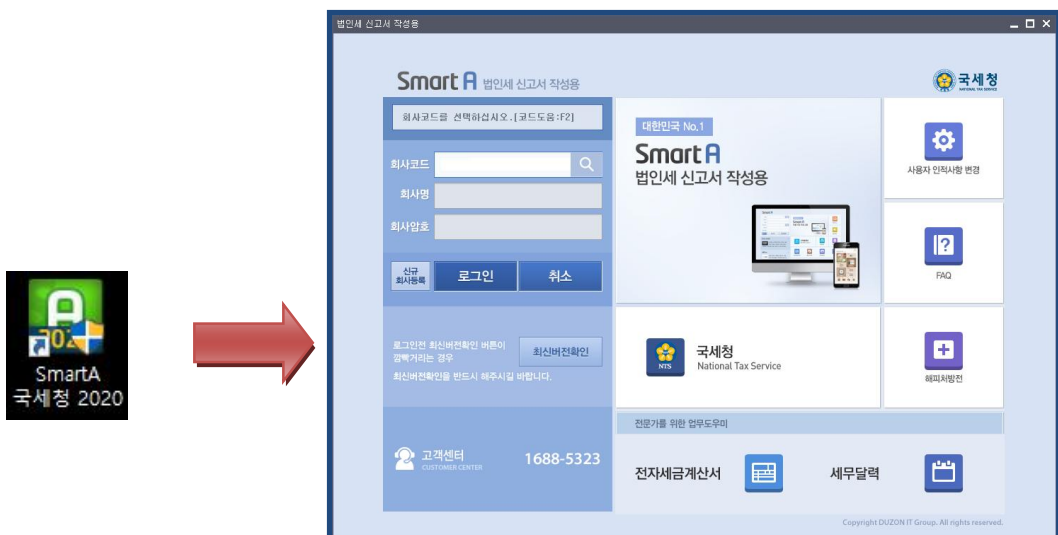 SmartA
국세청 2020
법인세 신고서 작성용
Smart A 법인세 신고서 작성용
국세청
NATIONAL TAX SERVICE
회사코드를 선택하십시오.[코드도움:F2]
회사코드
회사명
회사암호
신규
회사등록
로그인
취소
로그인전 최신버전확인 버튼이
깜빡거리는 경우
최신버전확인을 반드시 해주시길 바랍니다.
최신버전확인
고객센터
CUSTOMER CENTER
1688-5323
대한민국 No.1
Smart A
법인세 신고서 작성용
사용자 인적사항 변경
FAQ
NTS
국세청
National Tax Service
해피처방전
전문가를 위한 업무도우미
전자세금계산서
세무달력
Copyright DUZON IT Group. All rights reserved.